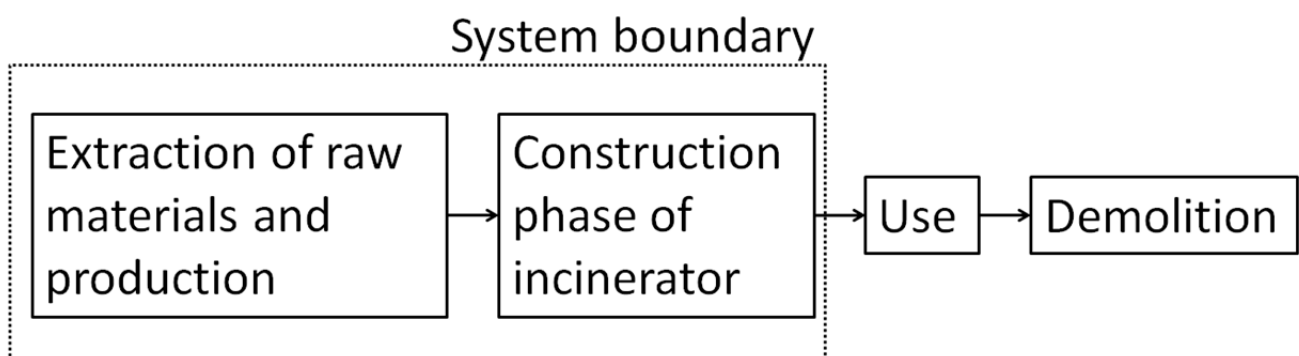 System boundary
Extraction of raw
materials and
production
Construction
phase of
incinerator
Use
Demolition